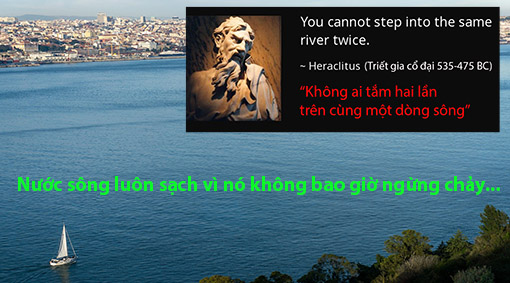 You cannot step into the same
river twice.
~ Heraclitus (Triết gia cổ đại 535-475 BC)
“Không ai tắm hai lần
trên cùng một dòng sông”
Nước sông luôn sạch vì nó không bao giờ ngừng chảy...